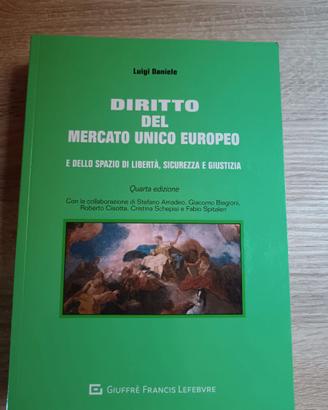 Luigi Daniele
DIRITTO
DEL
MERCATO UNICO EUROPEO
E DELLO SPAZIO DI LIBERTÀ, SICUREZZA E GIUSTIZIA
Quarta edizione
Con la collaborazione di Stefano Amadeo, Giacomo Biagioni,
Roberto Cisotta, Cristina Schepisi e Fabio Spitaleri
GIUFFRÈ FRANCIS LEFEBVRE